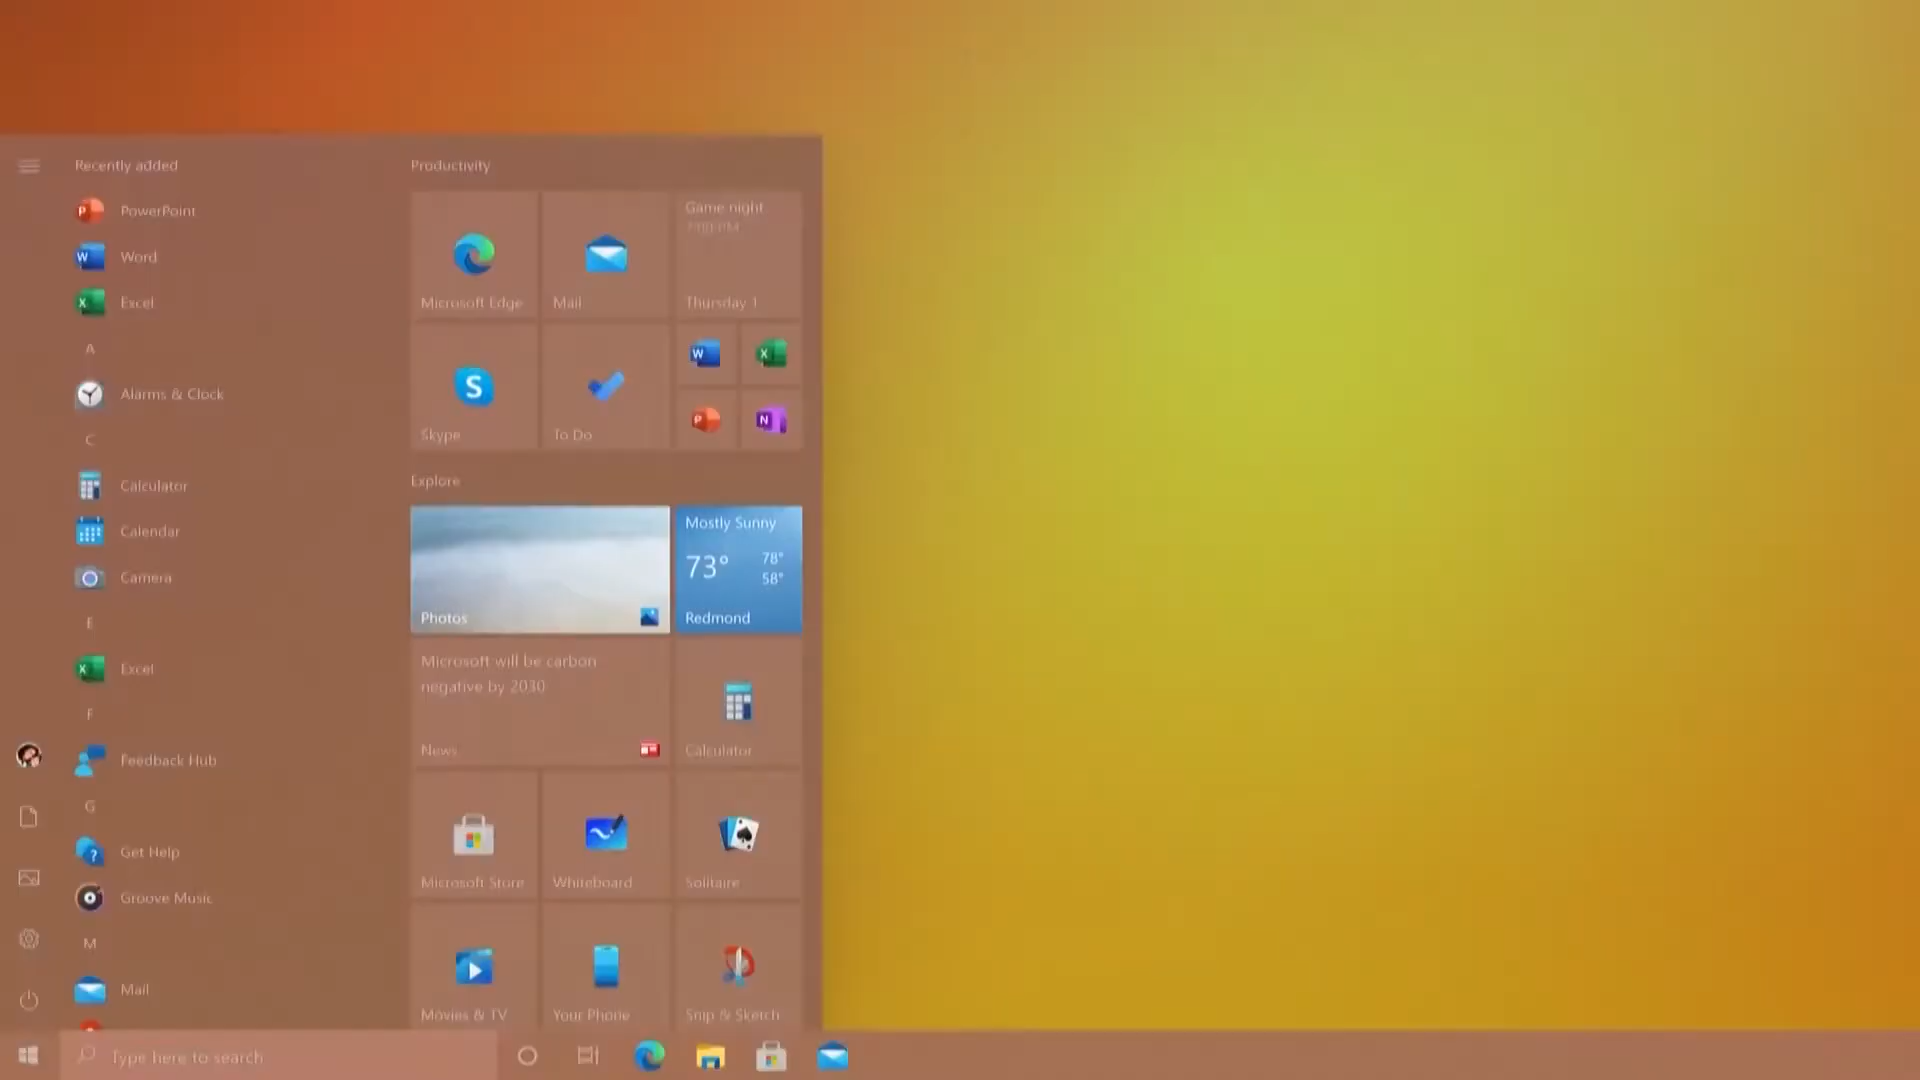 Recently added
PowerPoint
Word
Excel
A
Alarms & Clock
C
Calculator
Calendar
Camera
E
Excel
F
Feedback Hub
G
Get Help
Groove Music
M
Mail
Productivity
Microsoft Edge
Mail
Game night
7:00 PM
Thursday 1
Skype
To Do
Explore
Photos
Mostly Sunny
73°
78°
58°
Redmond
Microsoft will be carbon
negative by 2030
News
Calculator
Microsoft Store
Whiteboard
Solitaire
Movies & TV
Your Phone
Snip & Sketch
Type here to search